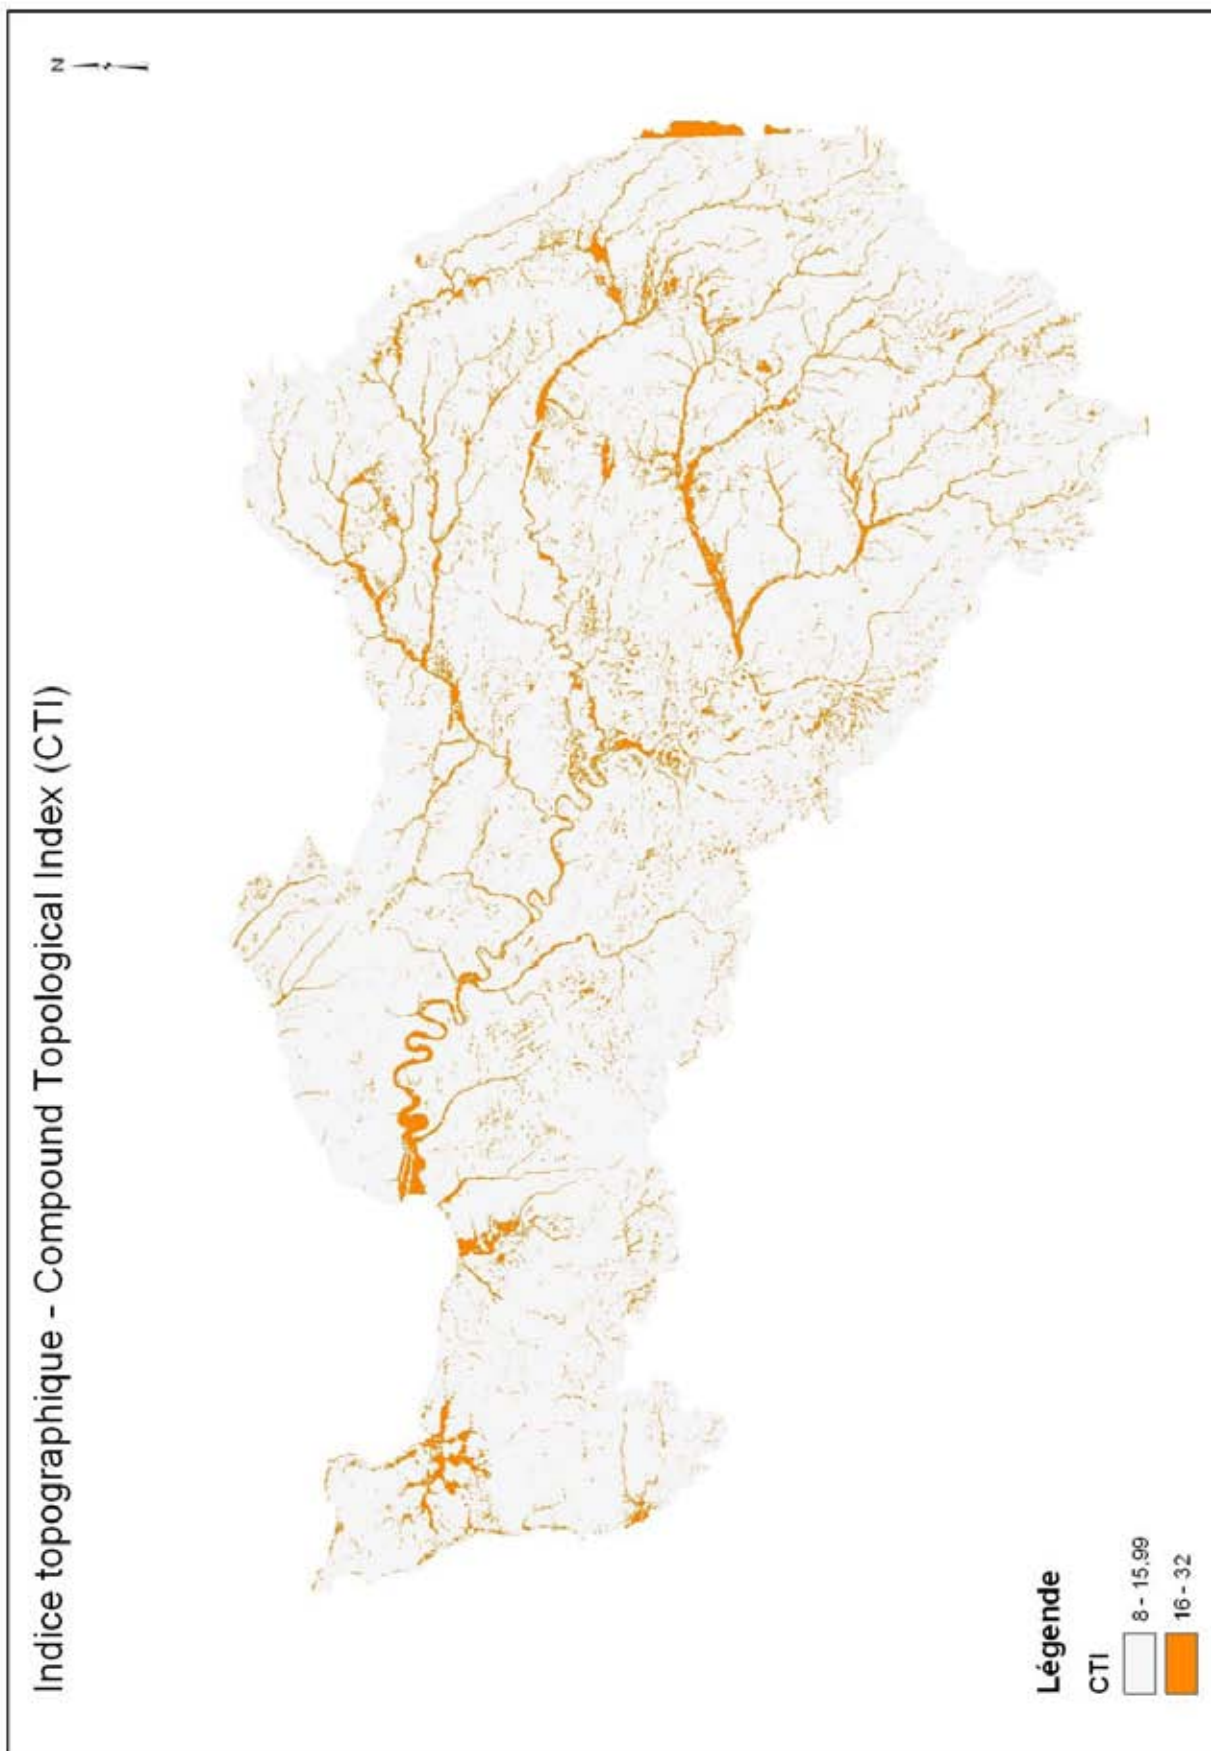 Indice topographique - Compound Topological Index (CTI)
N
Légende
CTI
8 - 15,99
16 - 32